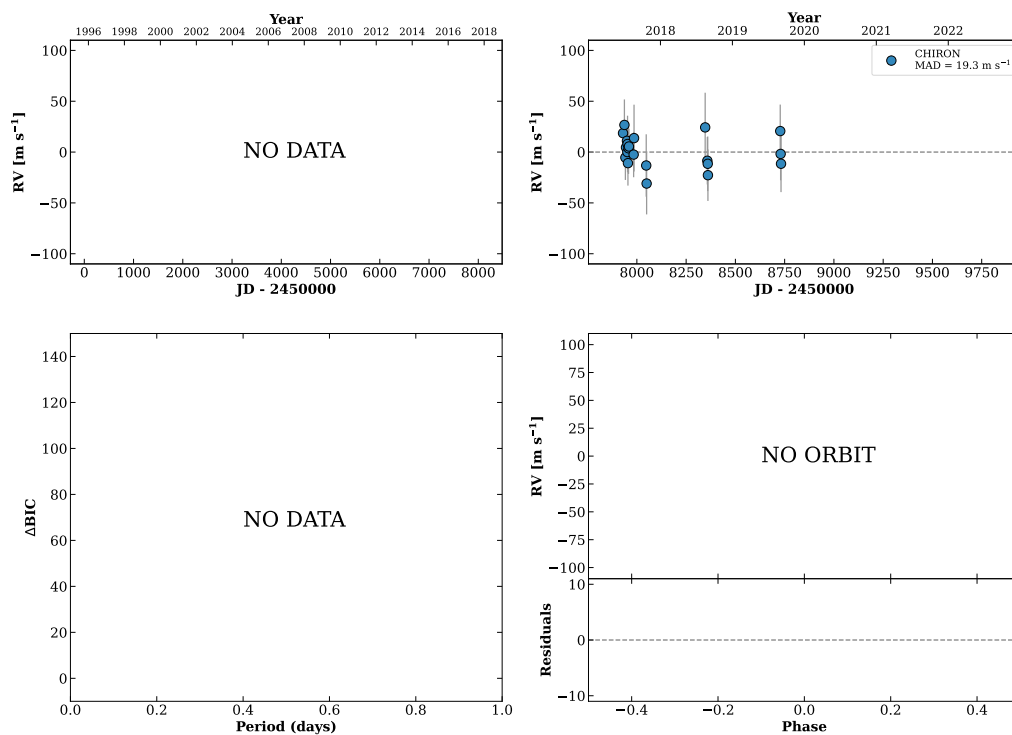 Year
1996 1998 2000 2002 2004 2006 2008 2010 2012 2014 2016 2018
100
50
0
−50
−100
RV [m s⁻¹]
NO DATA
0 1000 2000 3000 4000 5000 6000 7000 8000
JD - 2450000
Year
2018 2019 2020 2021 2022
100
50
0
−50
−100
RV [m s⁻¹]
CHIRON
MAD = 19.3 m s⁻¹
8000 8250 8500 8750 9000 9250 9500 9750
JD - 2450000
140
120
100
80
60
40
20
0
ΔBIC
NO DATA
0.0 0.2 0.4 0.6 0.8 1.0
Period (days)
100
75
50
25
0
−25
−50
−75
−100
RV [m s⁻¹]
NO ORBIT
10
0
−10
Residuals
−0.4 −0.2 0.0 0.2 0.4
Phase